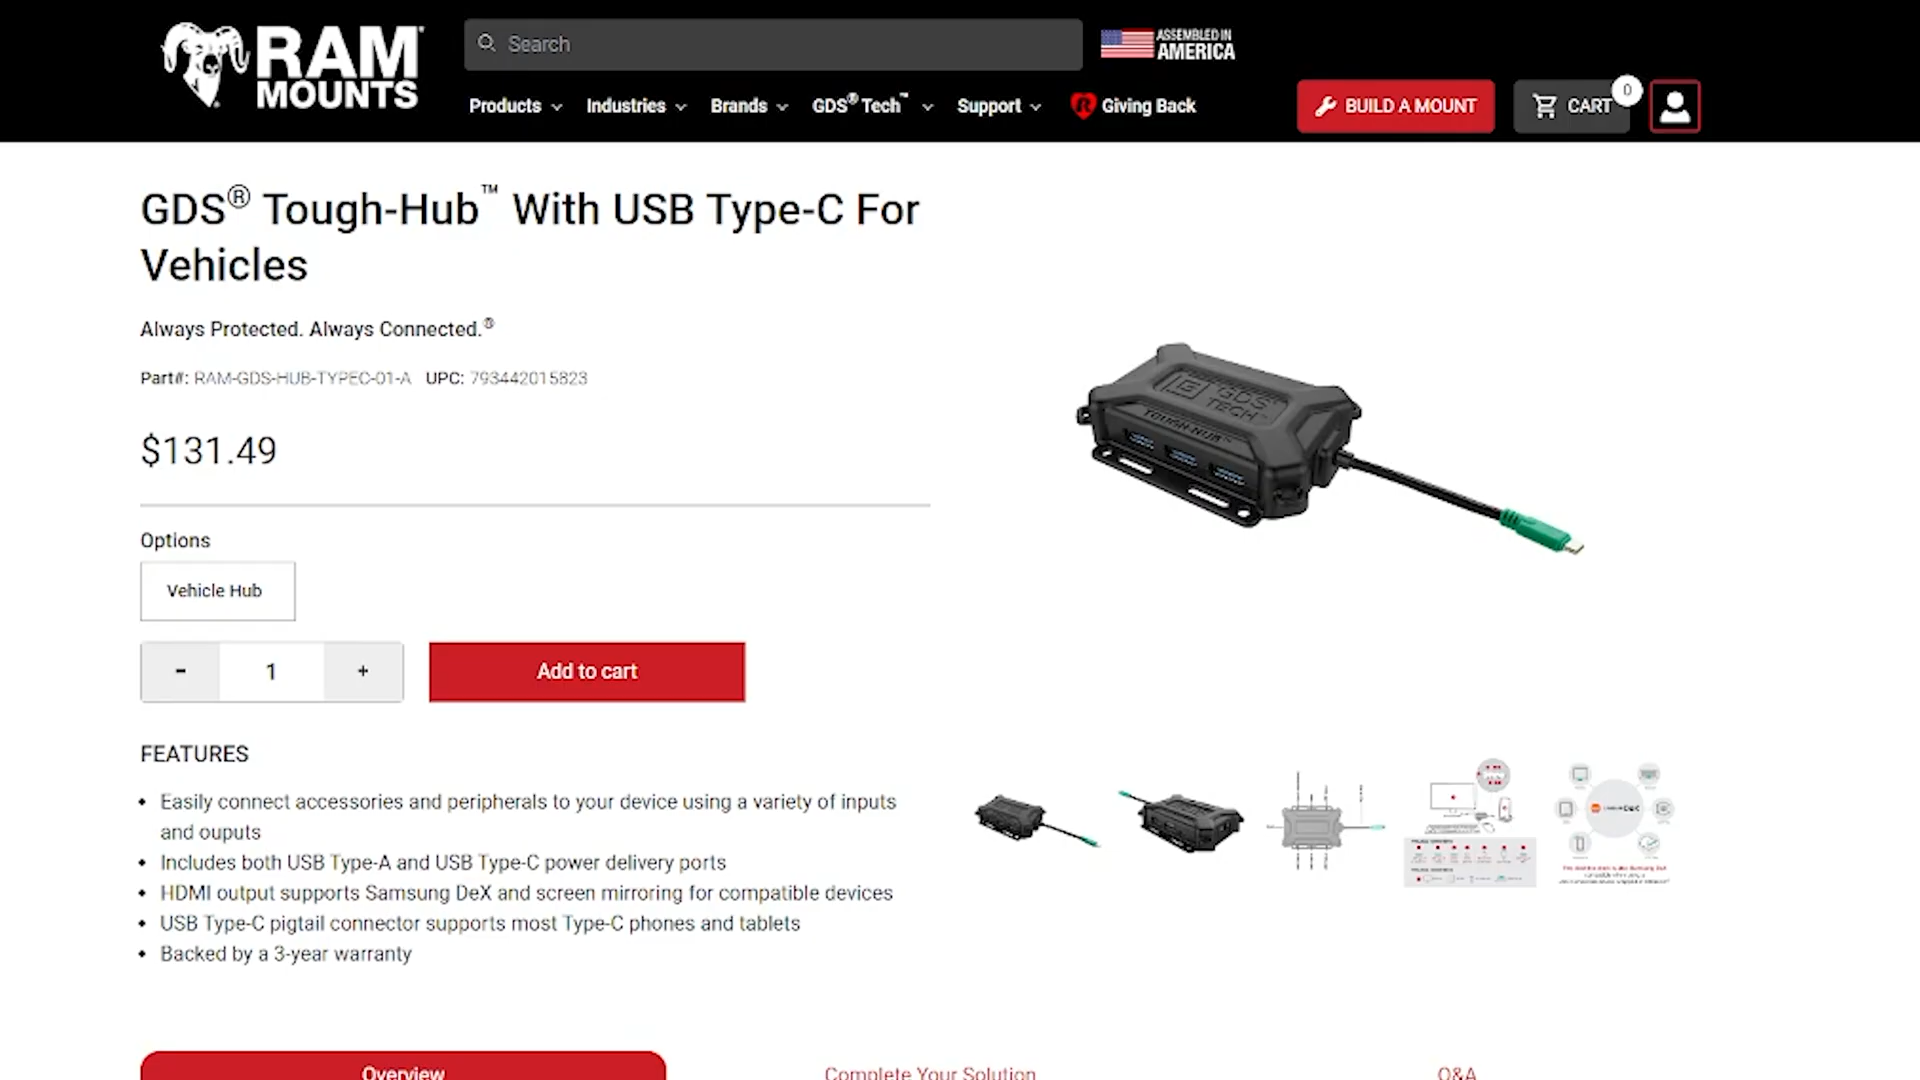 RAM
MOUNTS
Search
ASSEMBLED IN
AMERICA
Products
Industries
Brands
GDS® Tech™
Support
Giving Back
BUILD A MOUNT
CART
0
GDS® Tough-Hub™ With USB Type-C For
Vehicles
Always Protected. Always Connected.®
Part#: RAM-GDS-HUB-TYPEC-01-A UPC: 793442015823
$131.49
Options
Vehicle Hub
- 1 +
Add to cart
FEATURES
• Easily connect accessories and peripherals to your device using a variety of inputs
and ouputs
• Includes both USB Type-A and USB Type-C power delivery ports
• HDMI output supports Samsung DeX and screen mirroring for compatible devices
• USB Type-C pigtail connector supports most Type-C phones and tablets
• Backed by a 3-year warranty
G GDS
TECH
TOUGH-HUB™
Overview
Complete Your Solution
Q&A